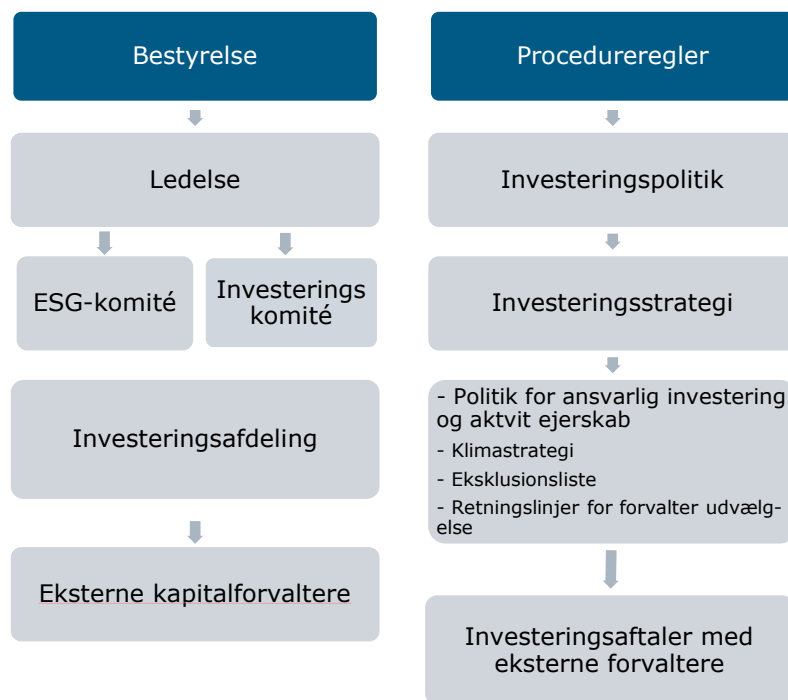 Bestyrelse
Ledelse
ESG-komité
Investerings
komité
Investeringsafdeling
Eksterne kapitalforvaltere
Procedureregler
Investeringspolitik
Investeringsstrategi
- Politik for ansvarlig investering
og aktvit ejerskab
- Klimastrategi
- Eksklusionsliste
- Retningslinjer for forvalter udvælg-
else
Investeringsaftaler med
eksterne forvaltere